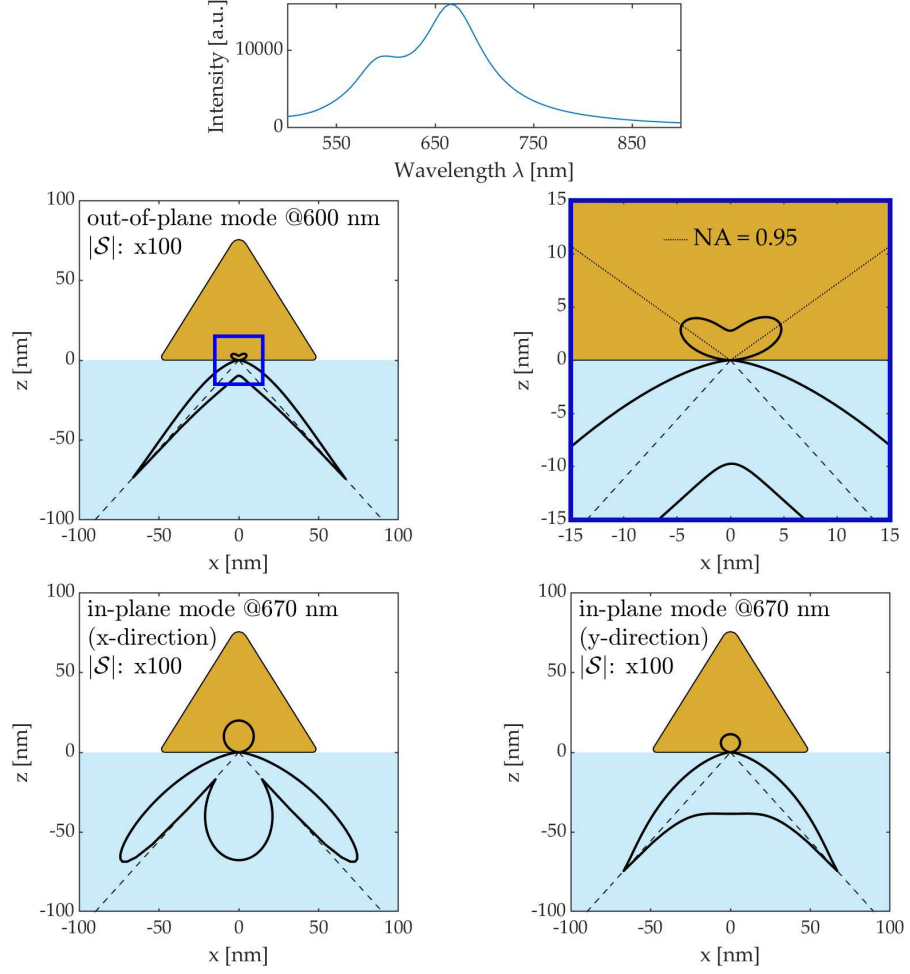 Intensity [a.u.]
10000
0
550 650 750 850
Wavelength λ [nm]
out-of-plane mode @600 nm
|𝒮|: x100
100
50
0
-50
-100
z [nm]
-100 -50 0 50 100
x [nm]
NA = 0.95
15
10
5
0
-5
-10
-15
z [nm]
-15 -10 -5 0 5 10 15
x [nm]
in-plane mode @670 nm
(x-direction)
|𝒮|: x100
100
50
0
-50
-100
z [nm]
-100 -50 0 50 100
x [nm]
in-plane mode @670 nm
(y-direction)
|𝒮|: x100
100
50
0
-50
-100
z [nm]
-100 -50 0 50 100
x [nm]